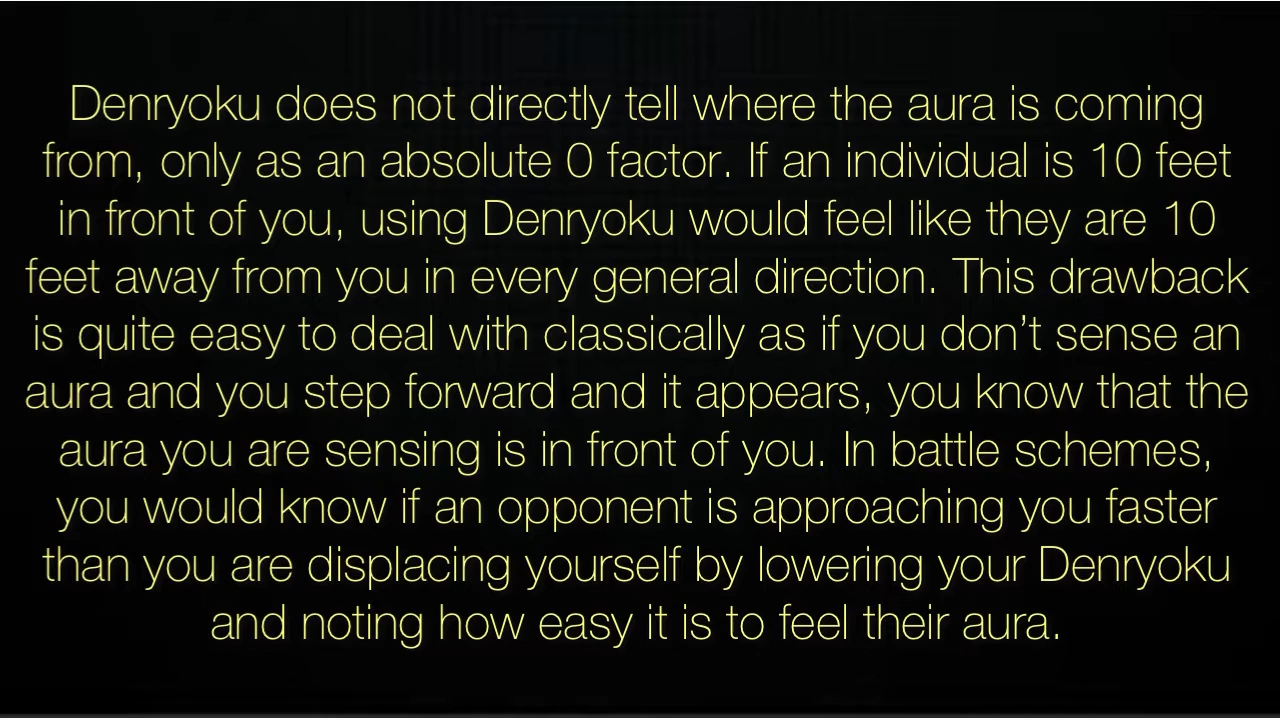 Denryoku does not directly tell where the aura is coming
from, only as an absolute 0 factor. If an individual is 10 feet
in front of you, using Denryoku would feel like they are 10
feet away from you in every general direction. This drawback
is quite easy to deal with classically as if you don’t sense an
aura and you step forward and it appears, you know that the
aura you are sensing is in front of you. In battle schemes,
you would know if an opponent is approaching you faster
than you are displacing yourself by lowering your Denryoku
and noting how easy it is to feel their aura.